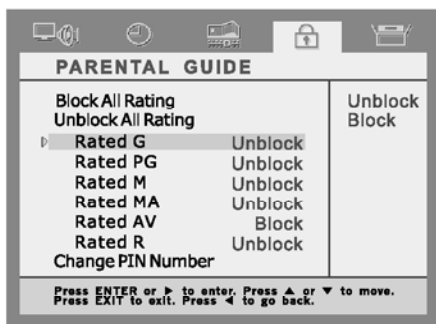 PARENTAL GUIDE
Block All Rating
Unblock All Rating
Rated G Unblock
Rated PG Unblock
Rated M Unblock
Rated MA Unblock
Rated AV Block
Rated R Unblock
Change PIN Number
Unblock
Block
Press ENTER or ► to enter. Press ▲ or ▼ to move.
Press EXIT to exit. Press ◄ to go back.